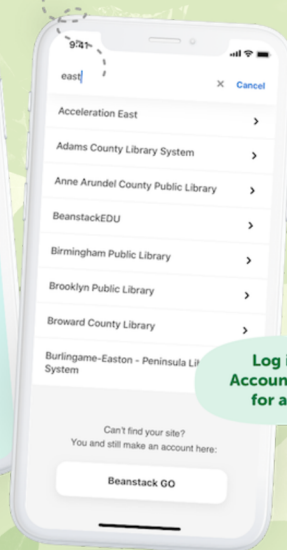 9:41
east
Cancel
Acceleration East
Adams County Library System
Anne Arundel County Public Library
BeanstackEDU
Birmingham Public Library
Brooklyn Public Library
Broward County Library
Burlingame-Easton - Peninsula
System
Log
for a
Can't find your site?
You and still make an account here:
Beanstack GO